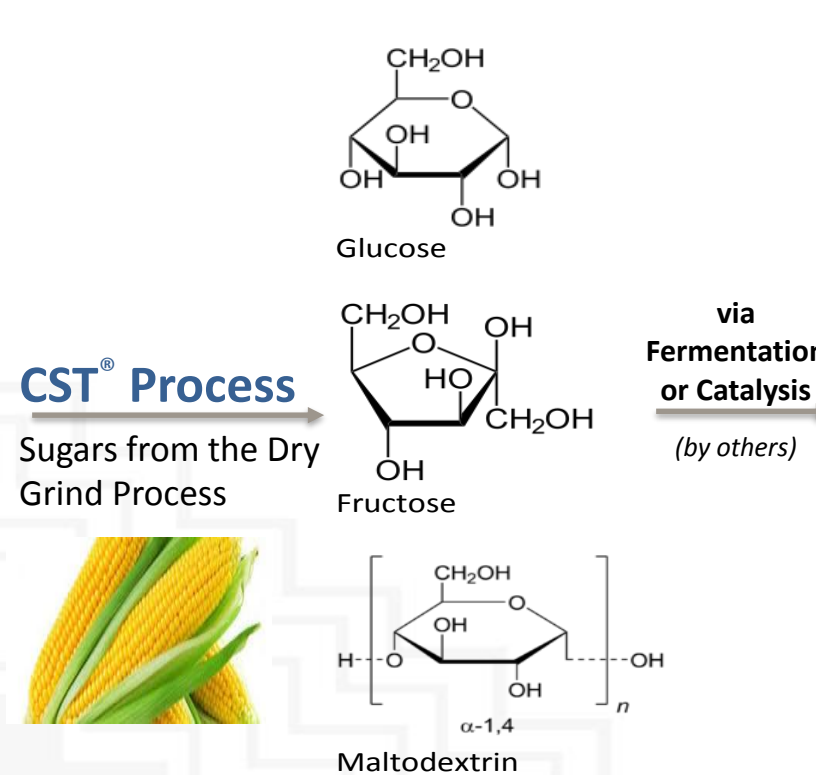 CH₂OH
O
OH
OH
OH
OH
Glucose
CH₂OH
OH
O
HO
CH₂OH
OH
Fructose
CST® Process
Sugars from the Dry
Grind Process
via
Fermentation
or Catalysis
(by others)
CH₂OH
O
OH
H
O
OH
OH
n
α-1,4
Maltodextrin